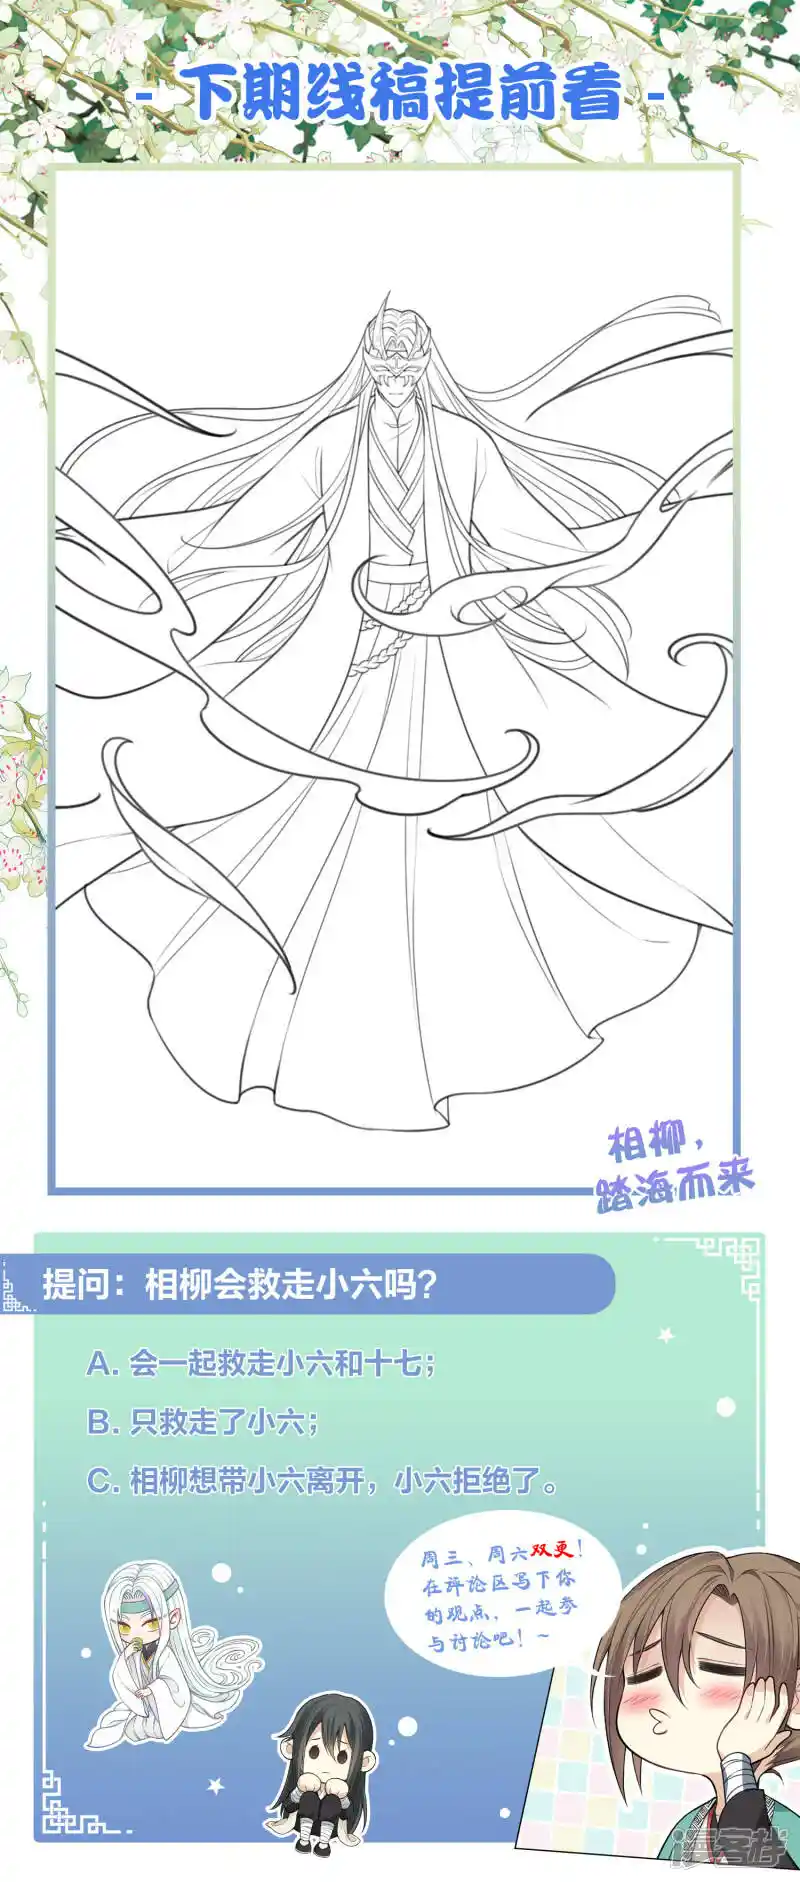 - 下期线稿提前看 -
相柳，
踏海而来
提问：相柳会救走小六吗？
A. 会一起救走小六和十七；
B. 只救走了小六；
C. 相柳想带小六离开，小六拒绝了。
周三、周六双更！
在评论区写下你
的观点，一起参
与讨论吧！~
漫客栈